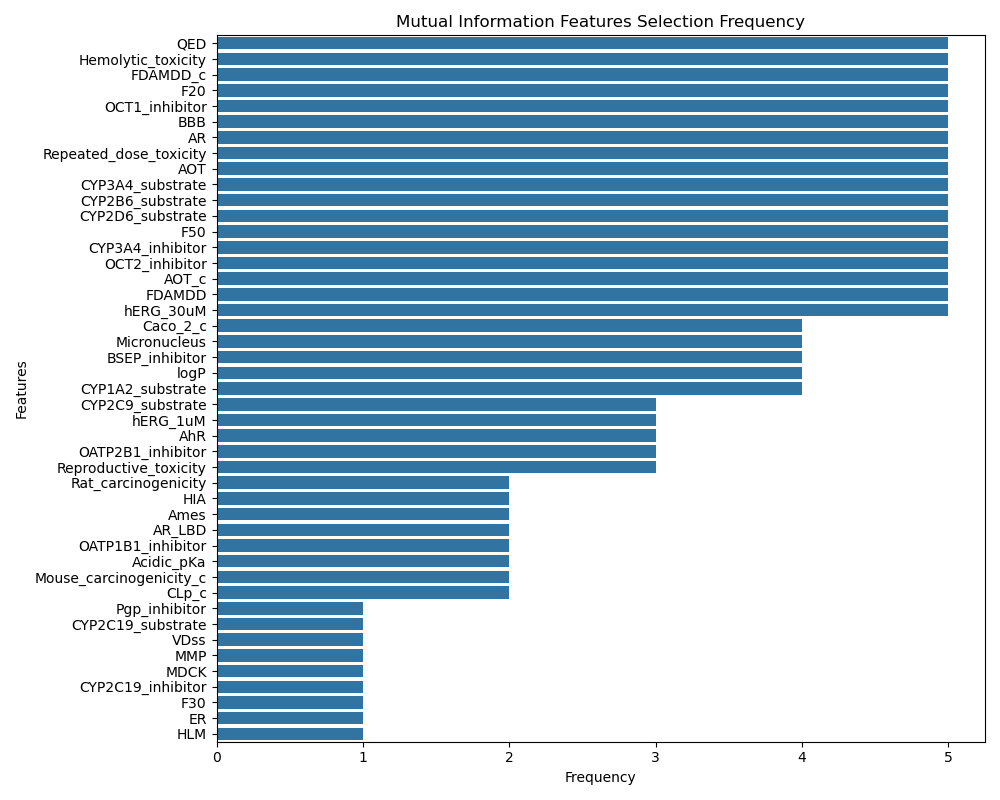 Mutual Information Features Selection Frequency
Features
QED
Hemolytic_toxicity
FDAMDD_c
F20
OCT1_inhibitor
BBB
AR
Repeated_dose_toxicity
AOT
CYP3A4_substrate
CYP2B6_substrate
CYP2D6_substrate
F50
CYP3A4_inhibitor
OCT2_inhibitor
AOT_c
FDAMDD
hERG_30uM
Caco_2_c
Micronucleus
BSEP_inhibitor
logP
CYP1A2_substrate
CYP2C9_substrate
hERG_1uM
AhR
OATP2B1_inhibitor
Reproductive_toxicity
Rat_carcinogenicity
HIA
Ames
AR_LBD
OATP1B1_inhibitor
Acidic_pKa
Mouse_carcinogenicity_c
CLp_c
Pgp_inhibitor
CYP2C19_substrate
VDss
MMP
MDCK
CYP2C19_inhibitor
F30
ER
HLM
0 1 2 3 4 5
Frequency